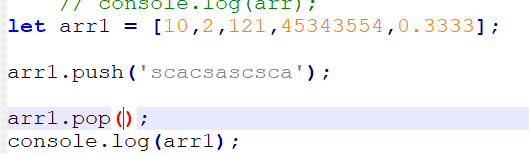 // console.log(arr);
let arr1 = [10,2,121,45343554,0.3333];
arr1.push('scacsascsca');
arr1.pop();
console.log(arr1);